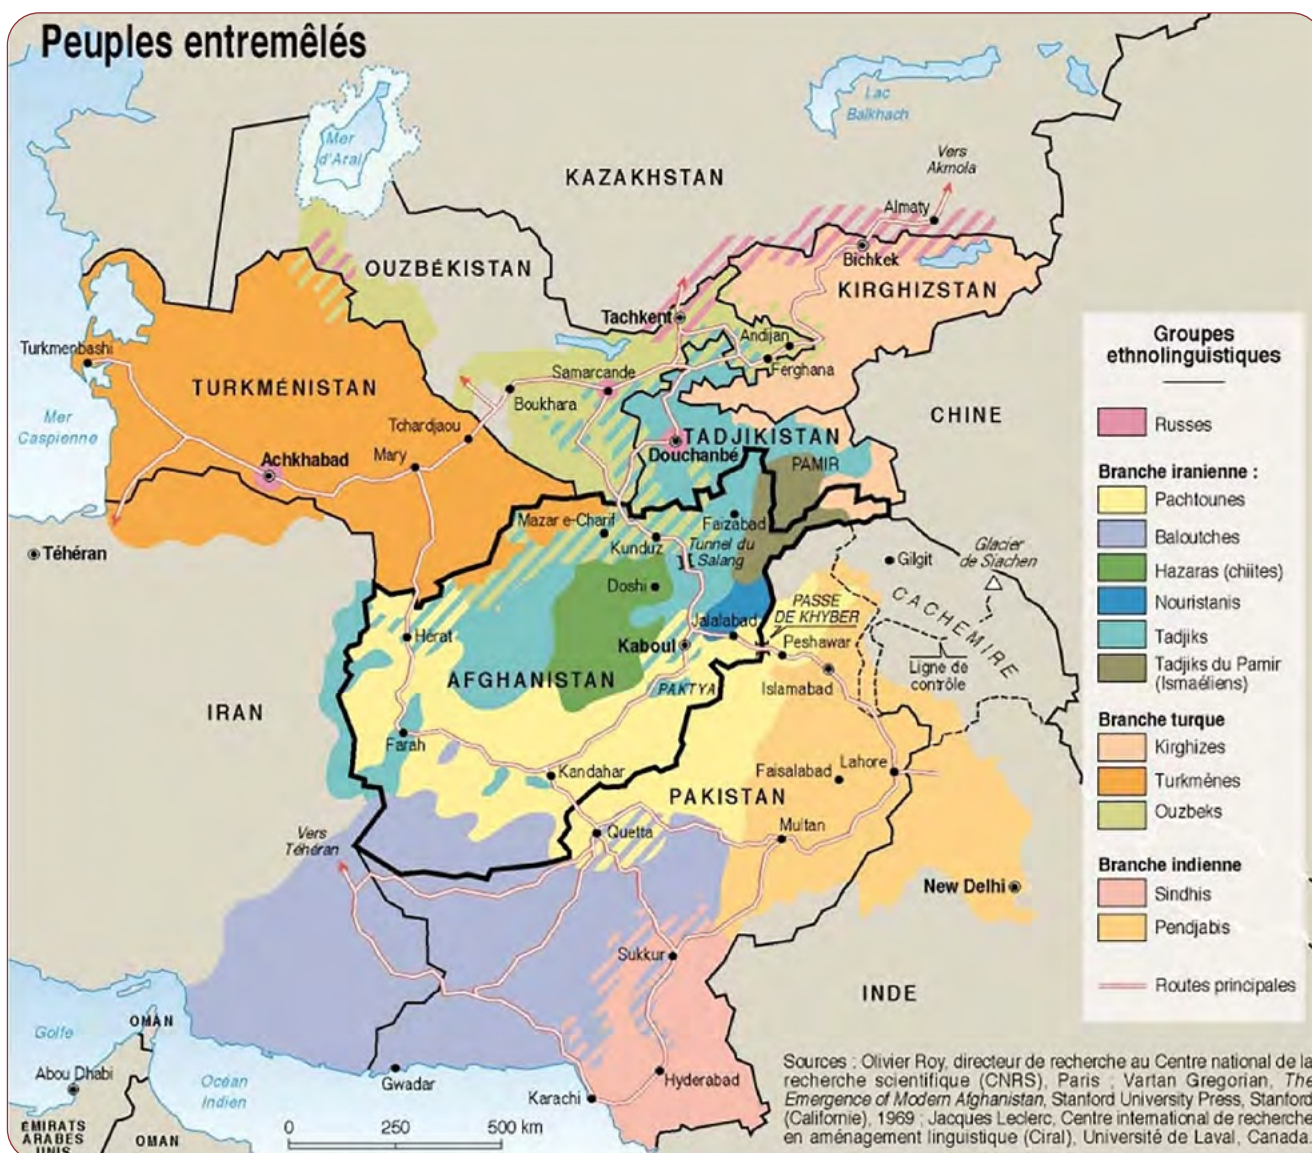 Peuples entremêlés
Lac
Balkhach
Mer
d'Aral
Vers
Akmola
KAZAKHSTAN
Almaty
Bichkek
OUZBÉKISTAN
KIRGHIZSTAN
Tachkent
Andijan
Ferghana
Turkmenbashi
Samarcande
TURKMÉNISTAN
Boukhara
CHINE
Mer
Caspienne
Tchardjaou
TADJIKISTAN
Douchanbé
Mary
Achkhabad
PAMIR
Téhéran
Mazar e-Charif
Faizabad
Kunduz
Tunnel du
Salang
Gilgit
Glacier
de Siachen
Doshi
CACHEMIRE
PASSE
DE KHYBER
Jalalabad
Hérat
Kaboul
Peshawar
Ligne de
contrôle
AFGHANISTAN
PAKTYA
Islamabad
IRAN
Farah
Kandahar
Faisalabad
Lahore
PAKISTAN
Vers
Téhéran
Quetta
Multan
New Delhi
Sukkur
INDE
Golfe
OMAN
Abou Dhabi
Océan
Indien
Gwadar
Karachi
Hyderabad
ÉMIRATS
ARABES
UNIS
OMAN
0 250 500 km
Groupes
ethnolinguistiques
Russes
Branche iranienne :
Pachtounes
Baloutches
Hazaras (chiites)
Nouristanis
Tadjiks
Tadjiks du Pamir
(Ismaéliens)
Branche turque
Kirghizes
Turkmènes
Ouzbeks
Branche indienne
Sindhis
Pendjabis
Routes principales
Sources : Olivier Roy, directeur de recherche au Centre national de la
recherche scientifique (CNRS), Paris ; Vartan Gregorian, The
Emergence of Modern Afghanistan, Stanford University Press, Stanford
(Californie), 1969 ; Jacques Leclerc, Centre international de recherche
en aménagement linguistique (Ciral), Université de Laval, Canada.